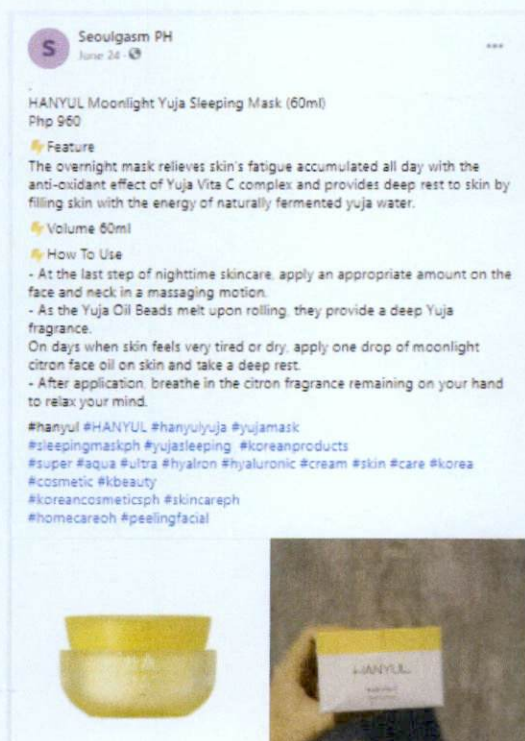 S
Seoulgasm PH
June 24
.
HANYUL Moonlight Yuja Sleeping Mask (60ml)
Php 960
Feature
The overnight mask relieves skin's fatigue accumulated all day with the
anti-oxidant effect of Yuja Vita C complex and provides deep rest to skin by
filling skin with the energy of naturally fermented yuja water.
Volume 60ml
How To Use
- At the last step of nighttime skincare, apply an appropriate amount on the
face and neck in a massaging motion.
- As the Yuja Oil Beads melt upon rolling, they provide a deep Yuja
fragrance.
On days when skin feels very tired or dry, apply one drop of moonlight
citron face oil on skin and take a deep rest.
- After application, breathe in the citron fragrance remaining on your hand
to relax your mind.
#hanyul #HANYUL #hanyulyuja #yujamask
#sleepingmaskph #yujasleeping #koreanproducts
#super #aqua #ultra #hyalron #hyaluronic #cream #skin #care #korea
#cosmetic #kbeauty
#koreancosmeticsph #skincareph
#homecareoh #peelingfacial
HANYUL